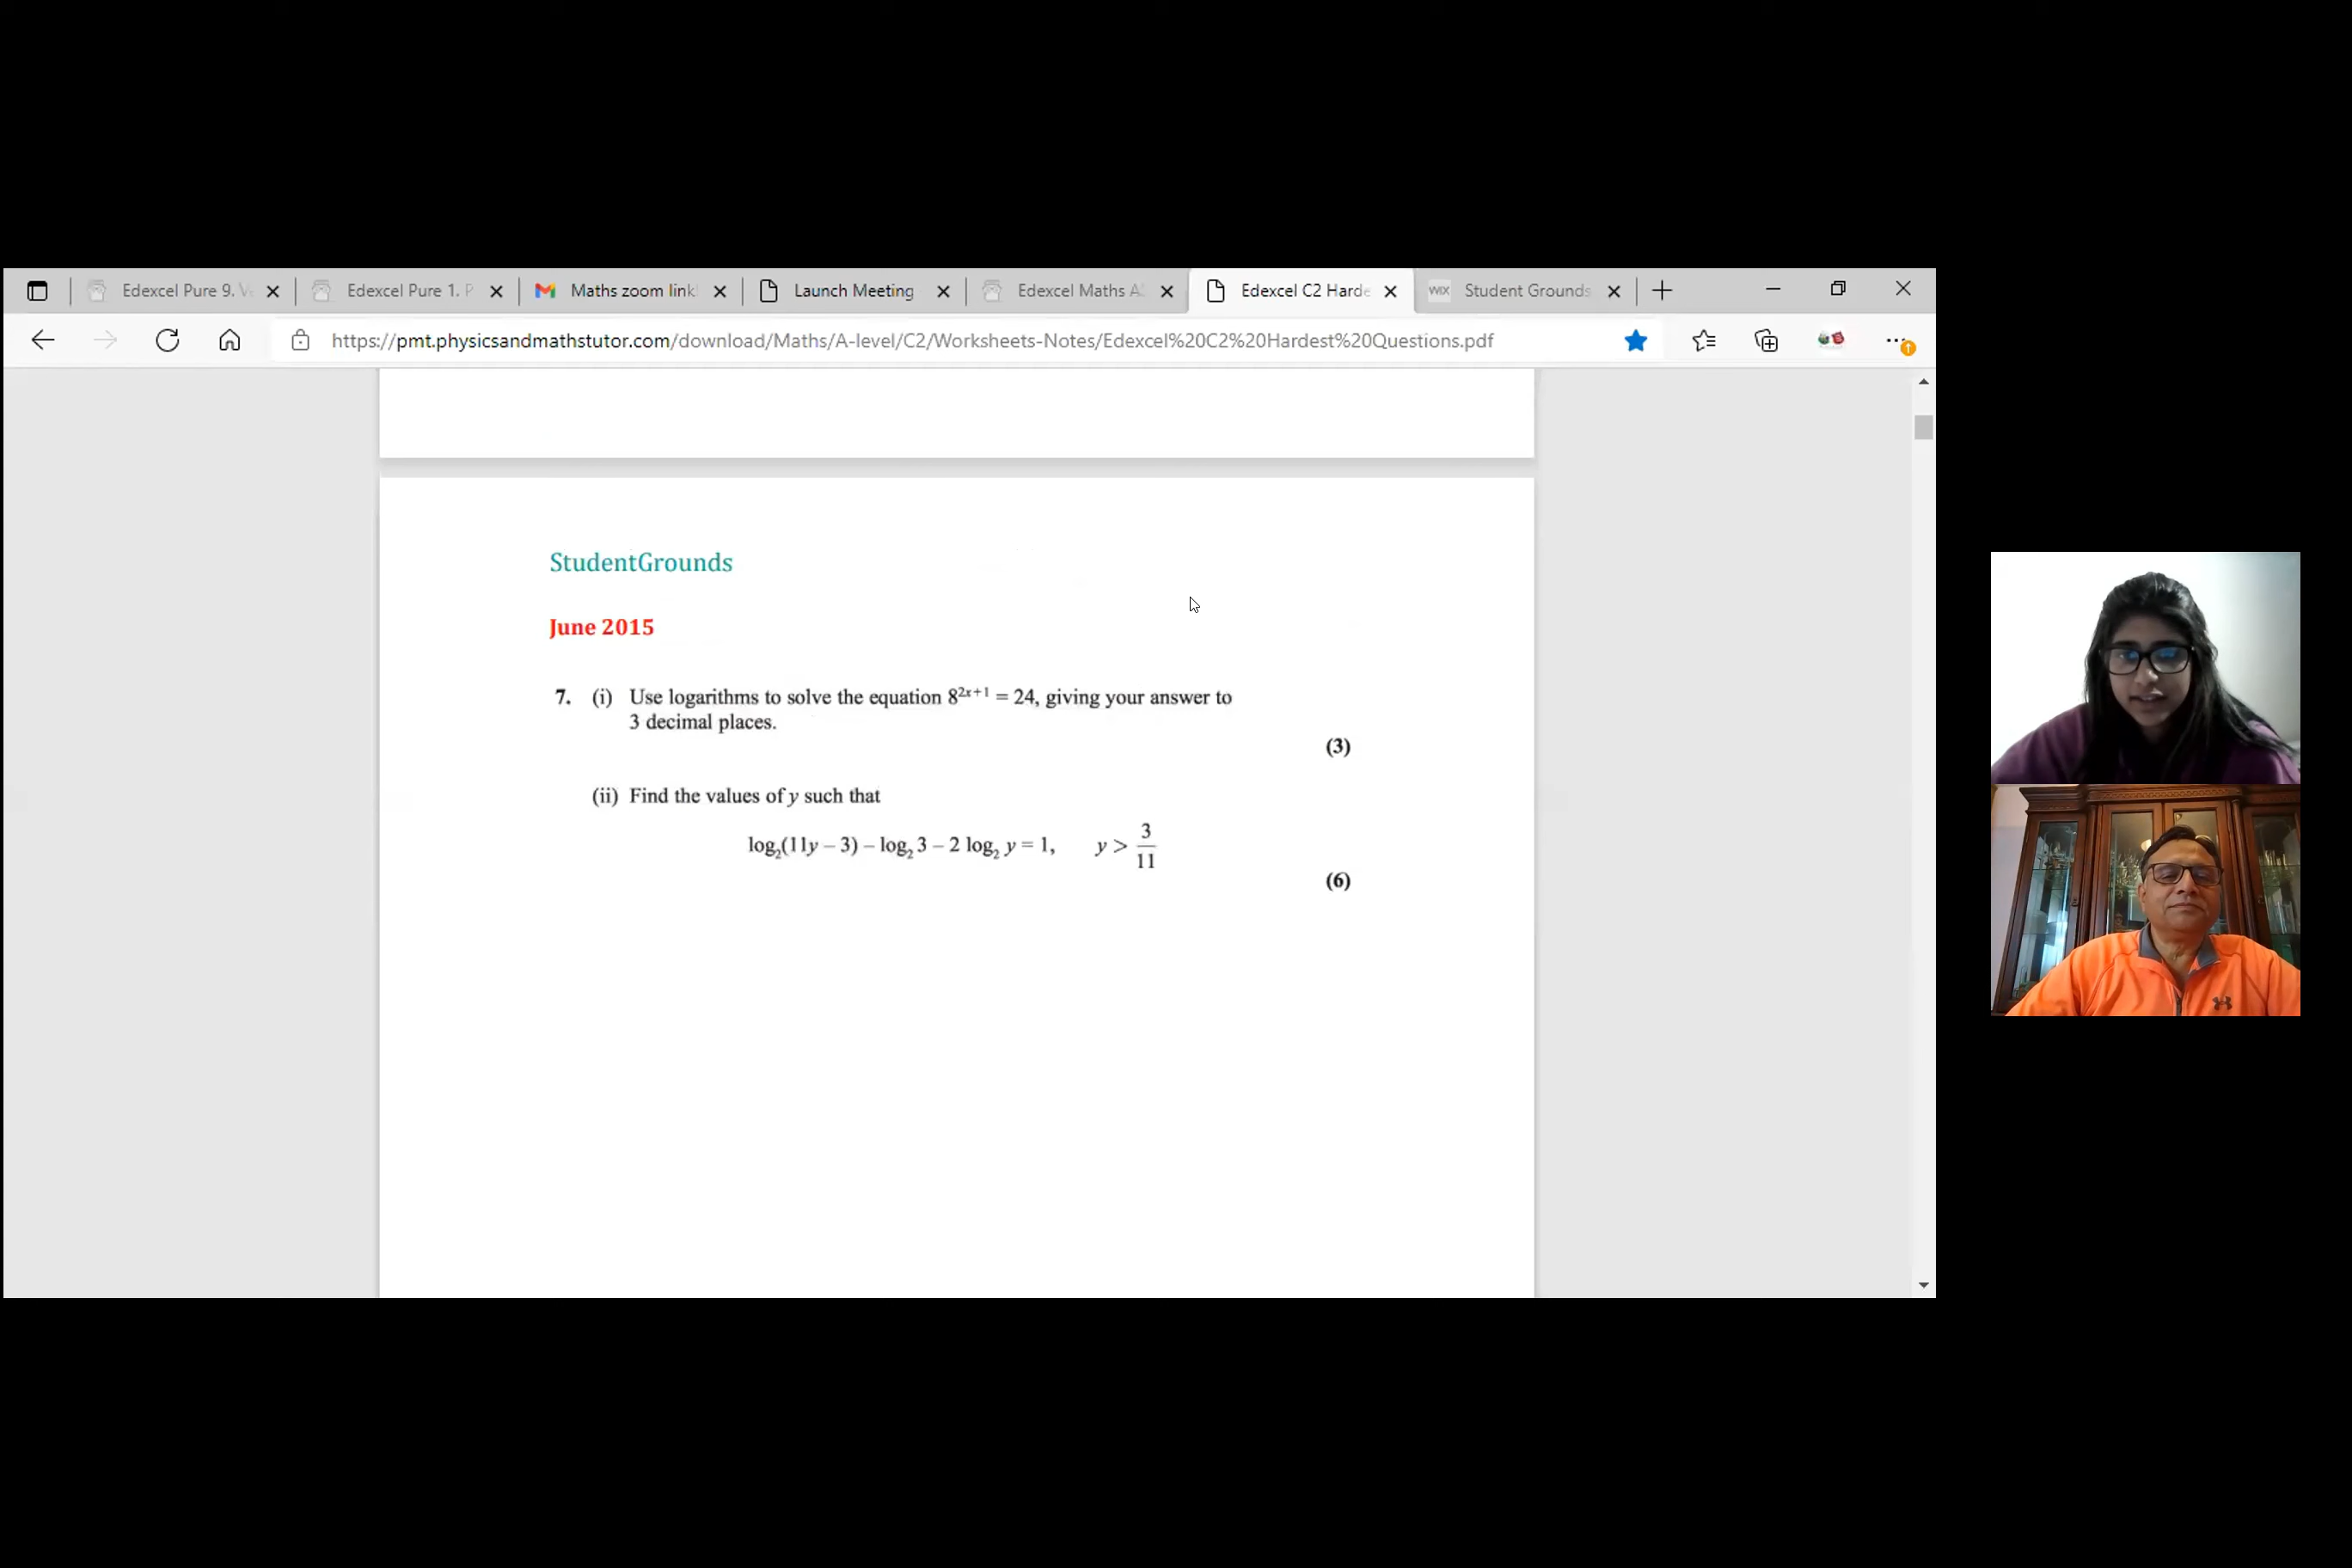 Edexcel Pure 9. V
Edexcel Pure 1. P
Maths zoom link
Launch Meeting
Edexcel Maths A
Edexcel C2 Harde
WIX Student Grounds
https://pmt.physicsandmathstutor.com/download/Maths/A-level/C2/Worksheets-Notes/Edexcel%20C2%20Hardest%20Questions.pdf
StudentGrounds
June 2015
7. (i) Use logarithms to solve the equation 8²ˣ⁺¹ = 24, giving your answer to
3 decimal places.
(3)
(ii) Find the values of y such that
log₂(11y – 3) – log₂ 3 – 2 log₂ y = 1, y > 3/11
(6)